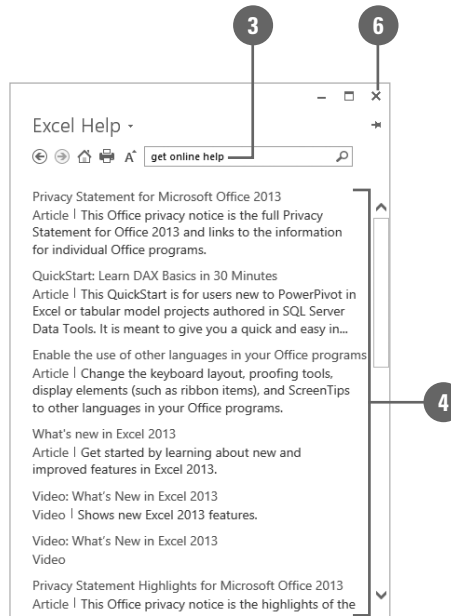 3
6
Excel Help
get online help
Privacy Statement for Microsoft Office 2013
Article | This Office privacy notice is the full Privacy
Statement for Office 2013 and links to the information
for individual Office programs.
QuickStart: Learn DAX Basics in 30 Minutes
Article | This QuickStart is for users new to PowerPivot in
Excel or tabular model projects authored in SQL Server
Data Tools. It is meant to give you a quick and easy in...
Enable the use of other languages in your Office programs
Article | Change the keyboard layout, proofing tools,
display elements (such as ribbon items), and ScreenTips
to other languages in your Office programs.
4
What's new in Excel 2013
Article | Get started by learning about new and
improved features in Excel 2013.
Video: What's New in Excel 2013
Video | Shows new Excel 2013 features.
Video: What's New in Excel 2013
Video
Privacy Statement Highlights for Microsoft Office 2013
Article | This Office privacy notice is the highlights of the